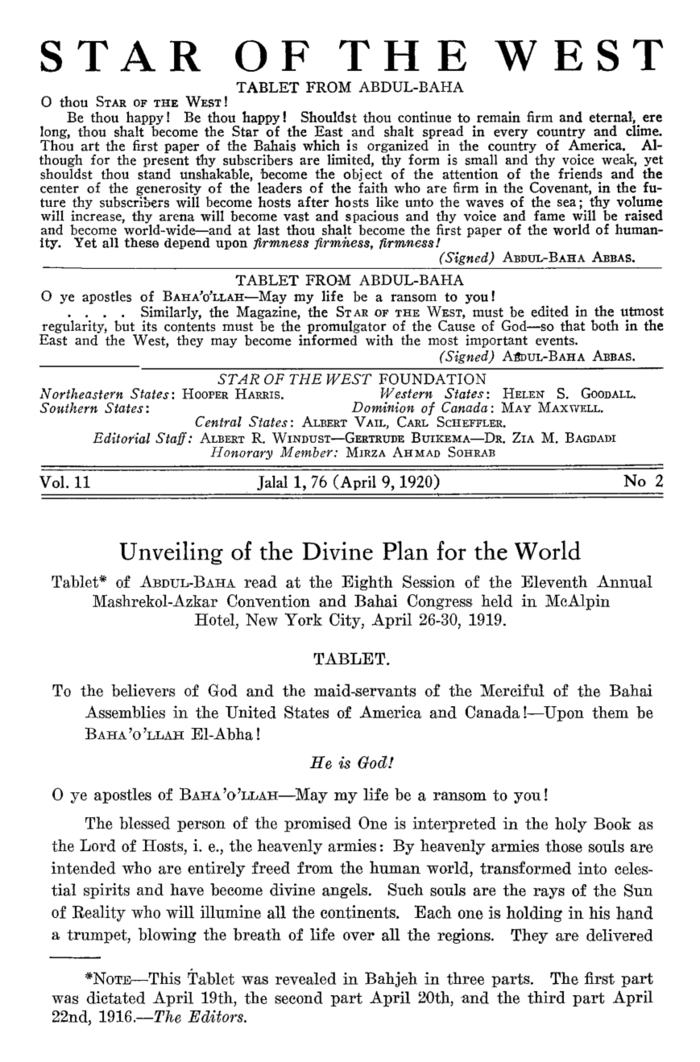 STAR OF THE WEST
TABLET FROM ABDUL-BAHA
O thou STAR OF THE WEST!
Be thou happy! Be thou happy! Shouldst thou continue to remain firm and eternal, ere
long, thou shalt become the Star of the East and shalt spread in every country and clime.
Thou art the first paper of the Bahais which is organized in the country of America. Al-
though for the present thy subscribers are limited, thy form is small and thy voice weak, yet
shouldst thou stand unshakable, become the object of the attention of the friends and the
center of the generosity of the leaders of the faith who are firm in the Covenant, in the fu-
ture thy subscribers will become hosts after hosts like unto the waves of the sea; thy volume
will increase, thy arena will become vast and spacious and thy voice and fame will be raised
and become world-wide—and at last thou shalt become the first paper of the world of human-
ity. Yet all these depend upon firmness firmness, firmness!
(Signed) ABDUL-BAHA ABBAS.
TABLET FROM ABDUL-BAHA
O ye apostles of BAHA'O'LLAH—May my life be a ransom to you!
. . . . Similarly, the Magazine, the STAR OF THE WEST, must be edited in the utmost
regularity, but its contents must be the promulgator of the Cause of God—so that both in the
East and the West, they may become informed with the most important events.
(Signed) ABDUL-BAHA ABBAS.
STAR OF THE WEST FOUNDATION
Northeastern States: HOOPER HARRIS. Western States: HELEN S. GOODALL.
Southern States: Dominion of Canada: MAY MAXWELL.
Central States: ALBERT VAIL, CARL SCHEFFLER.
Editorial Staff: ALBERT R. WINDUST—GERTRUDE BUIKEMA—DR. ZIA M. BAGDADI
Honorary Member: MIRZA AHMAD SOHRAB
Vol. 11 Jalal 1, 76 (April 9, 1920) No 2
Unveiling of the Divine Plan for the World
Tablet* of ABDUL-BAHA read at the Eighth Session of the Eleventh Annual
Mashrekol-Azkar Convention and Bahai Congress held in McAlpin
Hotel, New York City, April 26-30, 1919.
TABLET.
To the believers of God and the maid-servants of the Merciful of the Bahai
Assemblies in the United States of America and Canada!—Upon them be
BAHA'O'LLAH El-Abha!
He is God!
O ye apostles of BAHA'O'LLAH—May my life be a ransom to you!
The blessed person of the promised One is interpreted in the holy Book as
the Lord of Hosts, i. e., the heavenly armies: By heavenly armies those souls are
intended who are entirely freed from the human world, transformed into celes-
tial spirits and have become divine angels. Such souls are the rays of the Sun
of Reality who will illumine all the continents. Each one is holding in his hand
a trumpet, blowing the breath of life over all the regions. They are delivered
*NOTE—This Tablet was revealed in Bahjeh in three parts. The first part
was dictated April 19th, the second part April 20th, and the third part April
22nd, 1916.—The Editors.